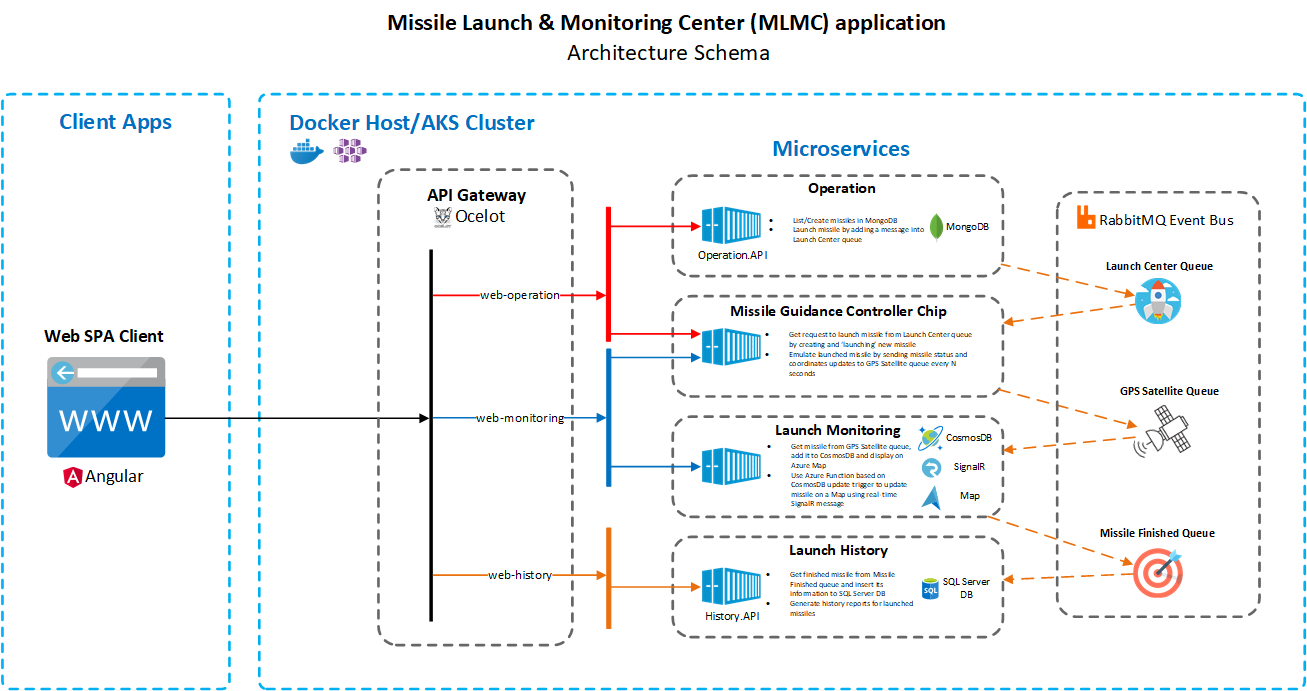 Missile Launch & Monitoring Center (MLMC) application
Architecture Schema
Client Apps
Web SPA Client
WWW
Angular
Docker Host/AKS Cluster
API Gateway
Ocelot
web-operation
web-monitoring
web-history
Microservices
Operation
List/Create missiles in MongoDB
Launch missile by adding a message into
Launch Center queue
MongoDB
Operation.API
Missile Guidance Controller Chip
Get request to launch missile from Launch Center queue
by creating and 'launching' new missile
Emulate launched missile by sending missile status and
coordinates updates to GPS Satellite queue every N
seconds
Launch Monitoring
Get missile from GPS Satellite queue,
add it to CosmosDB and display on
Azure Map
Use Azure Function based on
CosmosDB update trigger to update
missile on a Map using real-time
SignalR message
CosmosDB
SignalR
Map
Launch History
Get finished missile from Missile
Finished queue and insert its
information to SQL Server DB
Generate history reports for launched
missiles
SQL
SQL Server
DB
History.API
RabbitMQ Event Bus
Launch Center Queue
GPS Satellite Queue
Missile Finished Queue